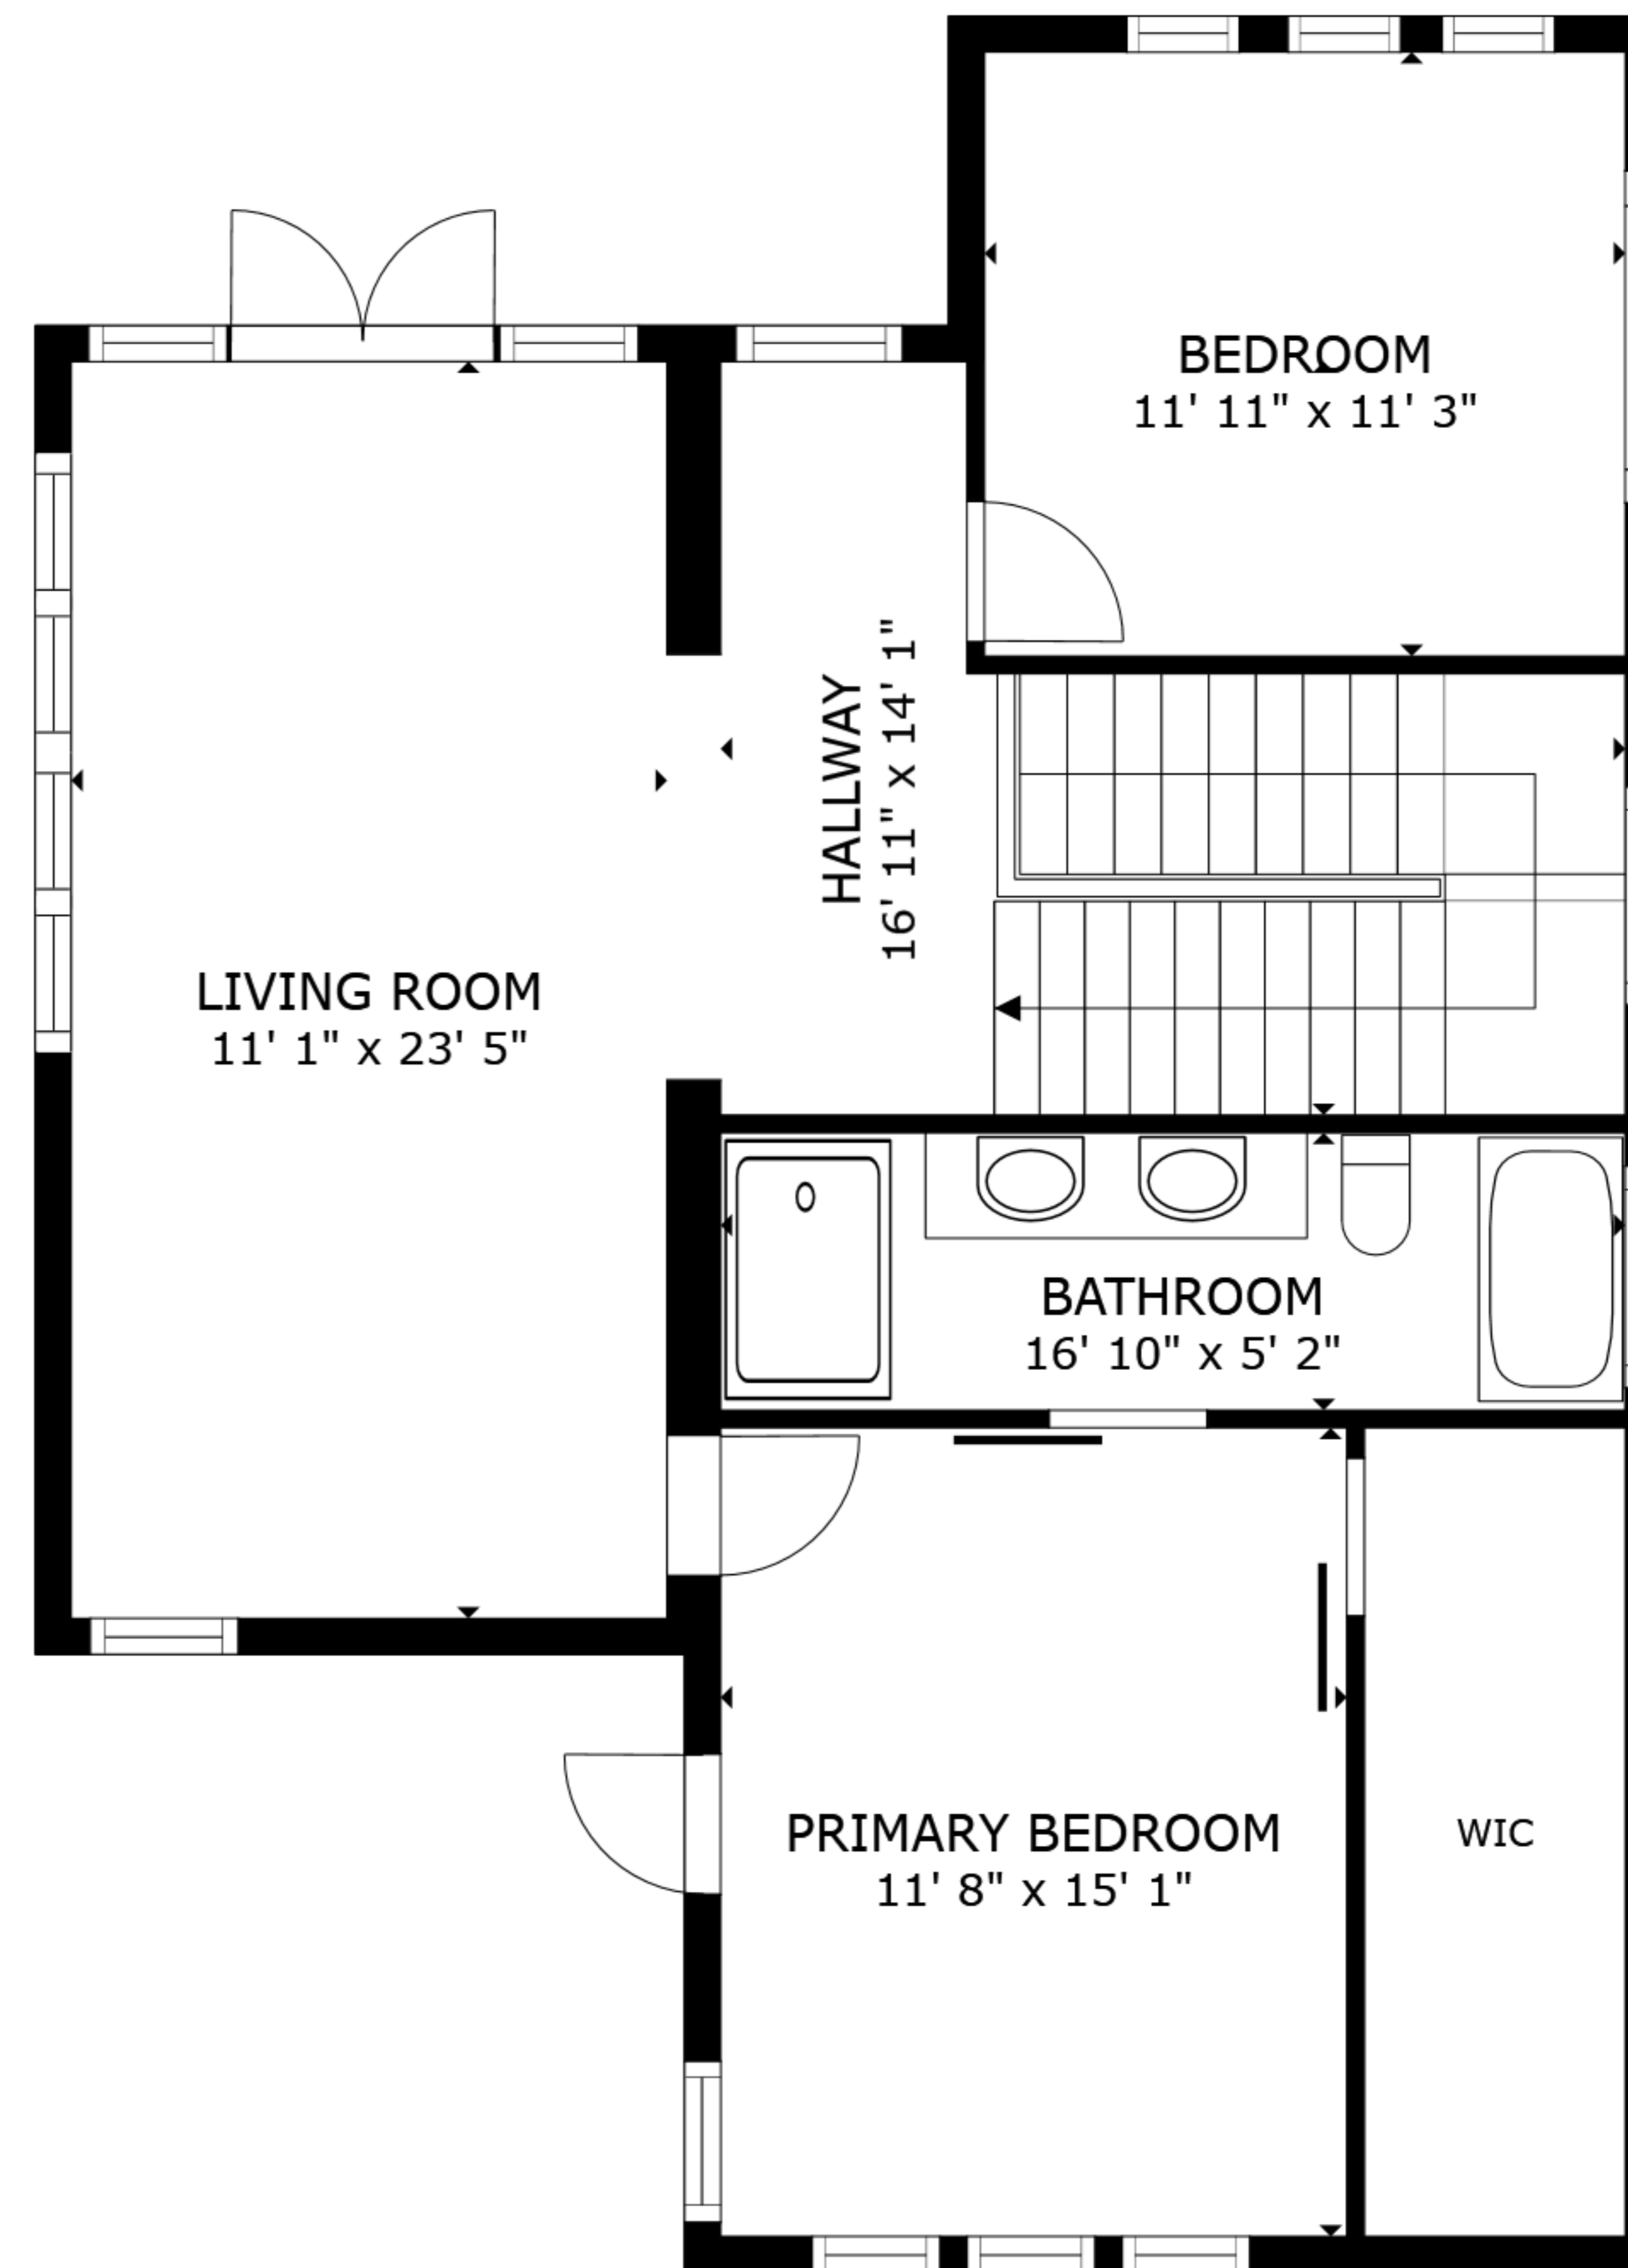 BEDROOM
11' 11" x 11' 3"
HALLWAY
16' 11" x 14' 1"
LIVING ROOM
11' 1" x 23' 5"
BATHROOM
16' 10" x 5' 2"
PRIMARY BEDROOM
11' 8" x 15' 1"
WIC